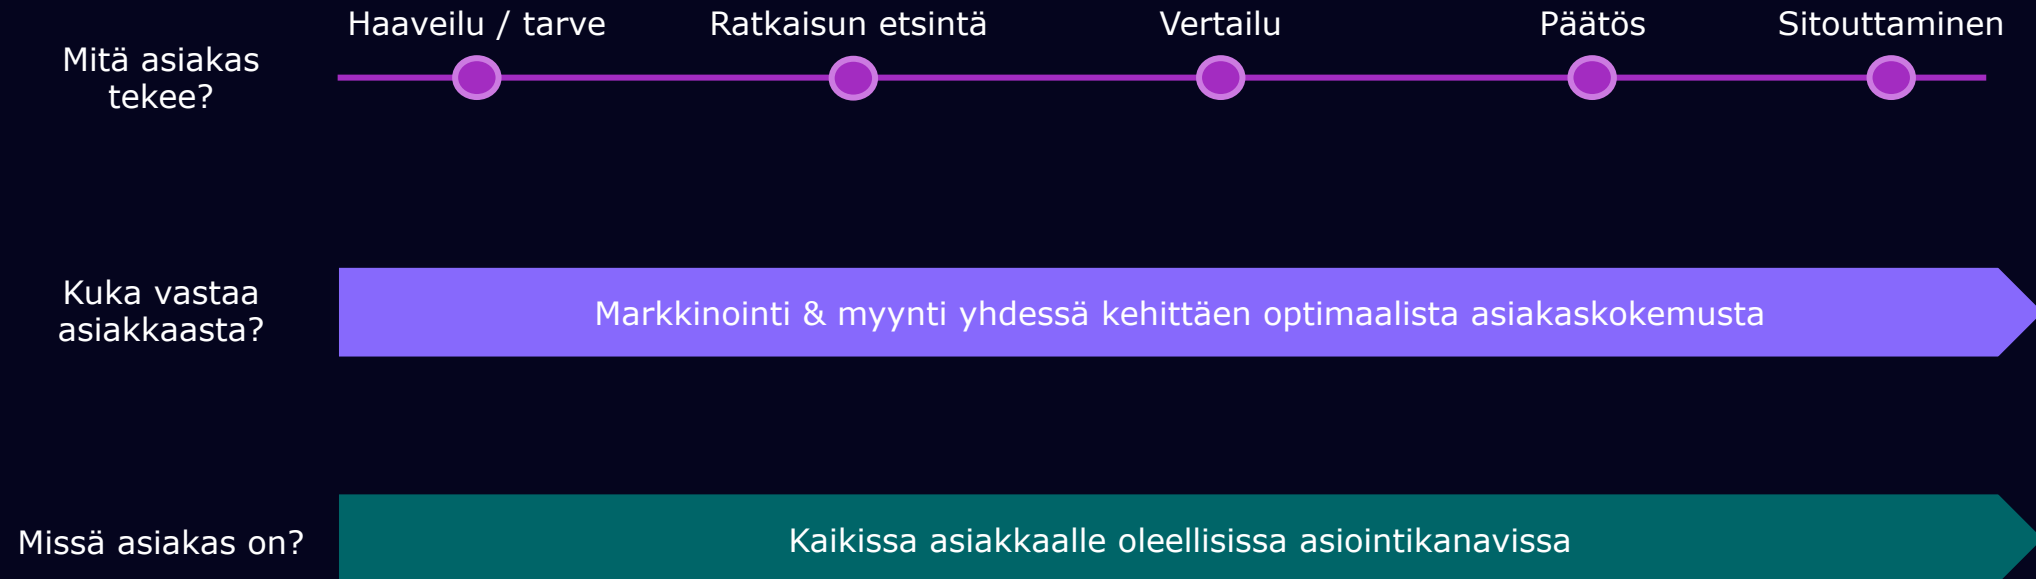 Haaveilu / tarve
Ratkaisun etsintä
Vertailu
Päätös
Sitouttaminen
Mitä asiakas
tekee?
Kuka vastaa
asiakkaasta?
Markkinointi & myynti yhdessä kehittäen optimaalista asiakaskokemusta
Missä asiakas on?
Kaikissa asiakkaalle oleellisissa asiointikanavissa